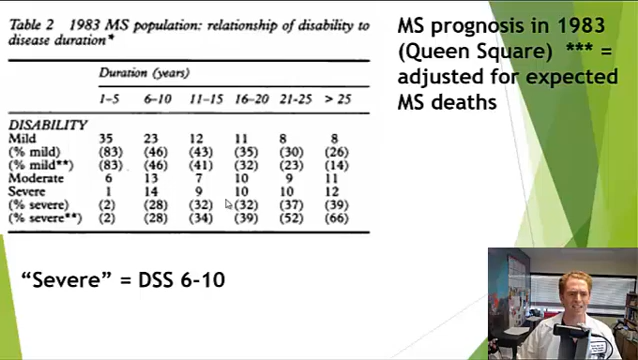 Table 2 1983 MS population: relationship of disability to
disease duration*
Duration (years)
1–5 6–10 11–15 16–20 21-25 > 25
DISABILITY
Mild 35 23 12 11 8 8
(% mild) (83) (46) (43) (35) (30) (26)
(% mild**) (83) (46) (41) (32) (23) (14)
Moderate 6 13 7 10 9 11
Severe 1 14 9 10 10 12
(% severe) (2) (28) (32) (32) (37) (39)
(% severe**) (2) (28) (34) (39) (52) (66)
MS prognosis in 1983
(Queen Square) *** =
adjusted for expected
MS deaths
“Severe” = DSS 6-10